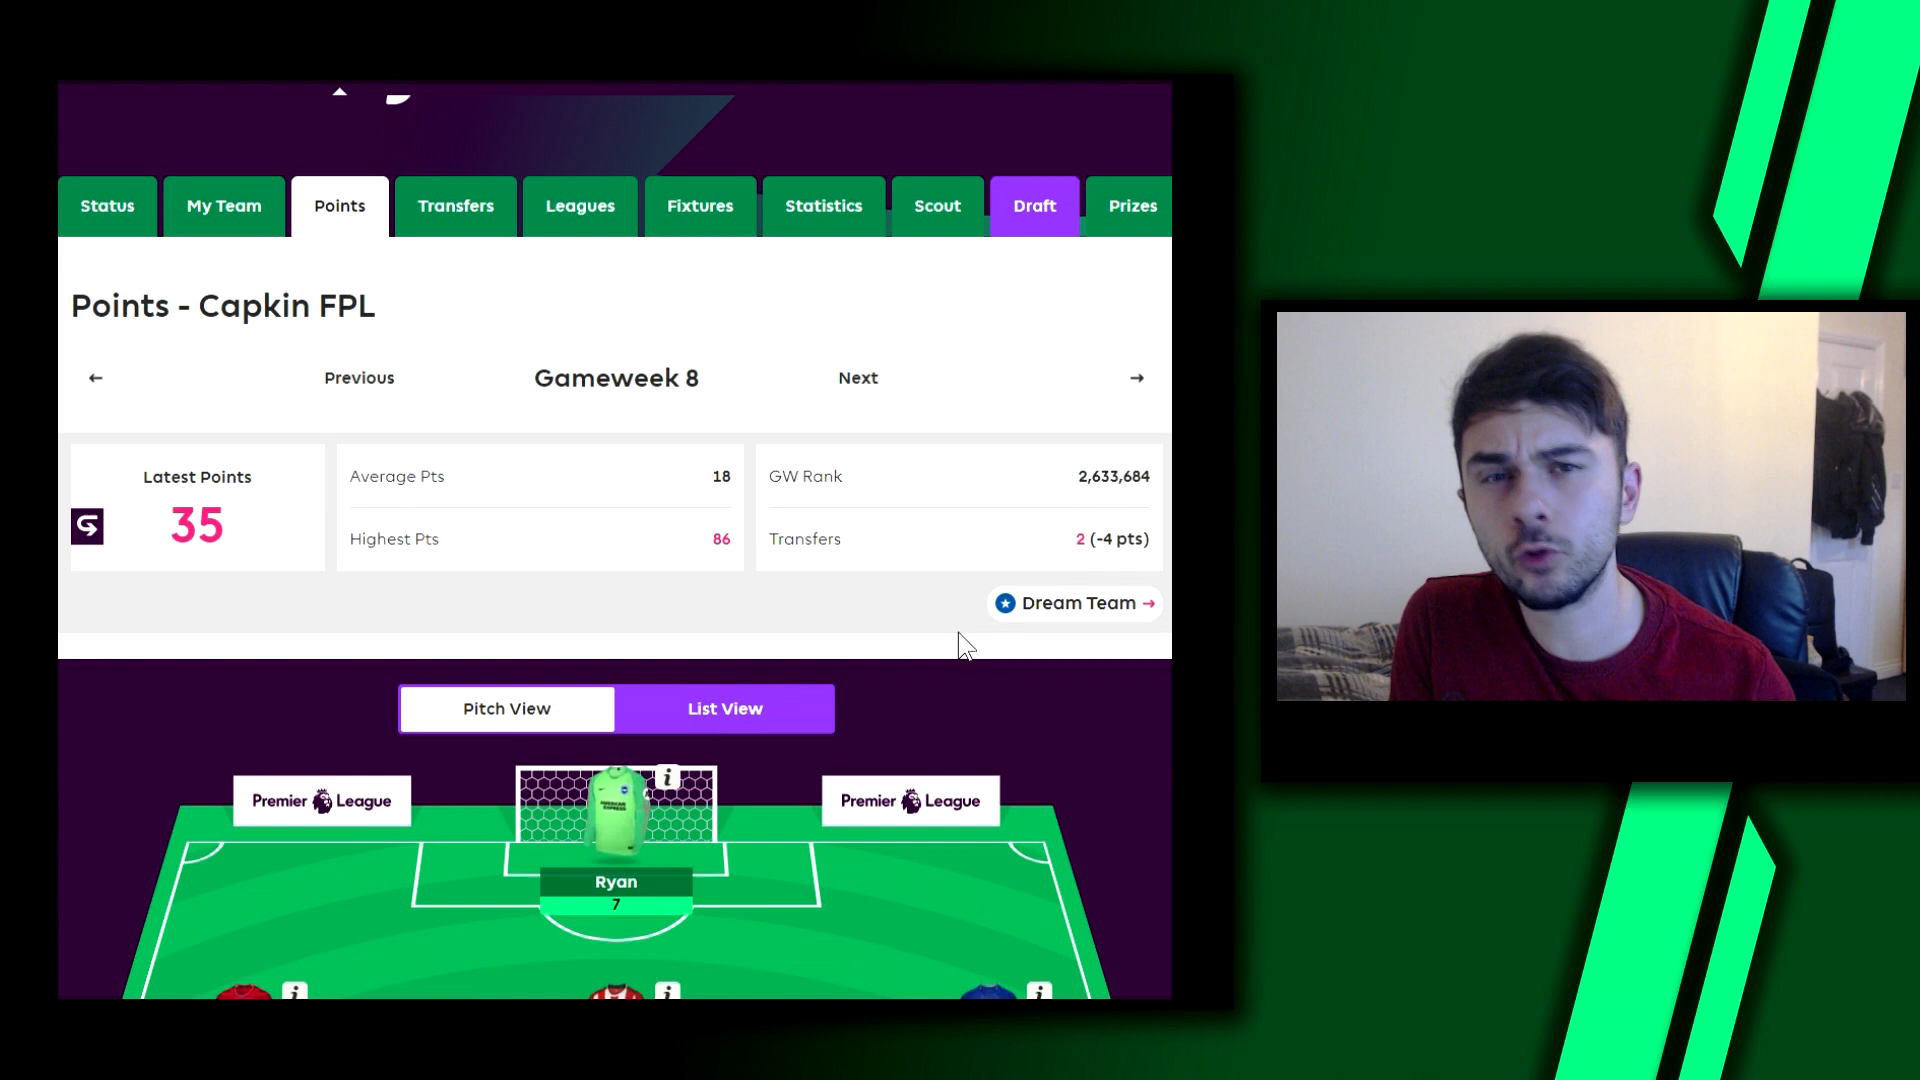 Status My Team Points Transfers Leagues Fixtures Statistics Scout Draft Prizes
Points - Capkin FPL
← Previous Gameweek 8 Next →
Latest Points
35
Average Pts 18
Highest Pts 86
GW Rank 2,633,684
Transfers 2 (-4 pts)
Dream Team →
Pitch View List View
Premier League
Premier League
AMERICAN
EXPRESS
Ryan
7